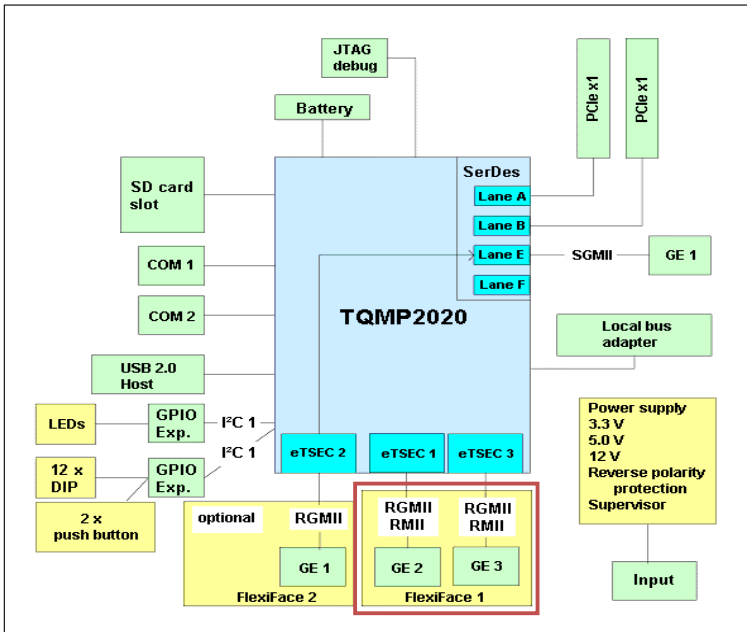 JTAG
debug
Battery
PCIe x1
PCIe x1
SD card
slot
SerDes
Lane A
Lane B
Lane E
SGMII
GE 1
Lane F
COM 1
COM 2
TQMP2020
Local bus
adapter
USB 2.0
Host
LEDs
GPIO
Exp.
I²C 1
I²C 1
12 x
DIP
GPIO
Exp.
2 x
push button
eTSEC 2
eTSEC 1
eTSEC 3
Power supply
3.3 V
5.0 V
12 V
Reverse polarity
protection
Supervisor
optional
RGMII
RGMII
RMII
RGMII
RMII
GE 1
GE 2
GE 3
FlexiFace 2
FlexiFace 1
Input